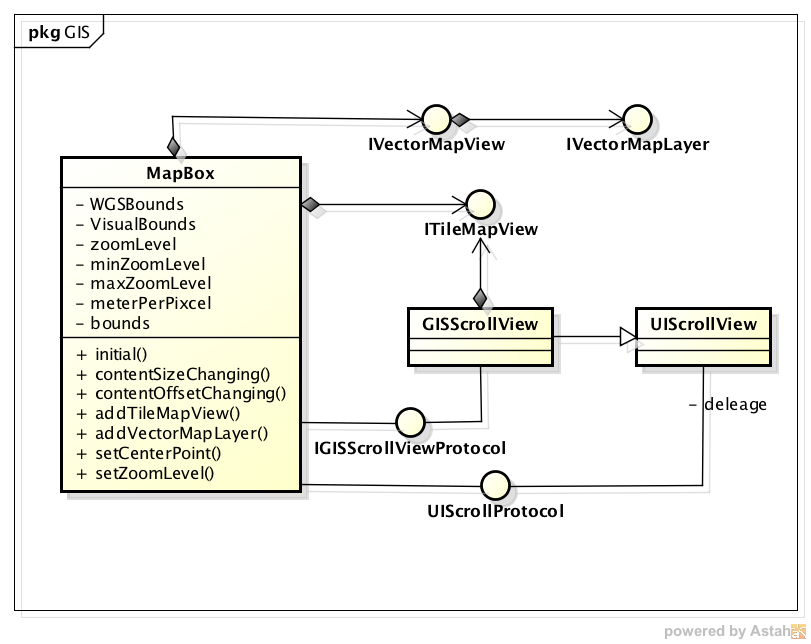 pkg GIS
IVectorMapView
IVectorMapLayer
MapBox
- WGSBounds
- VisualBounds
- zoomLevel
- minZoomLevel
- maxZoomLevel
- meterPerPixcel
- bounds
+ initial()
+ contentSizeChanging()
+ contentOffsetChanging()
+ addTileMapView()
+ addVectorMapLayer()
+ setCenterPoint()
+ setZoomLevel()
ITileMapView
GISScrollView
UIScrollView
- deleage
IGISScrollViewProtocol
UIScrollProtocol
powered by Astah